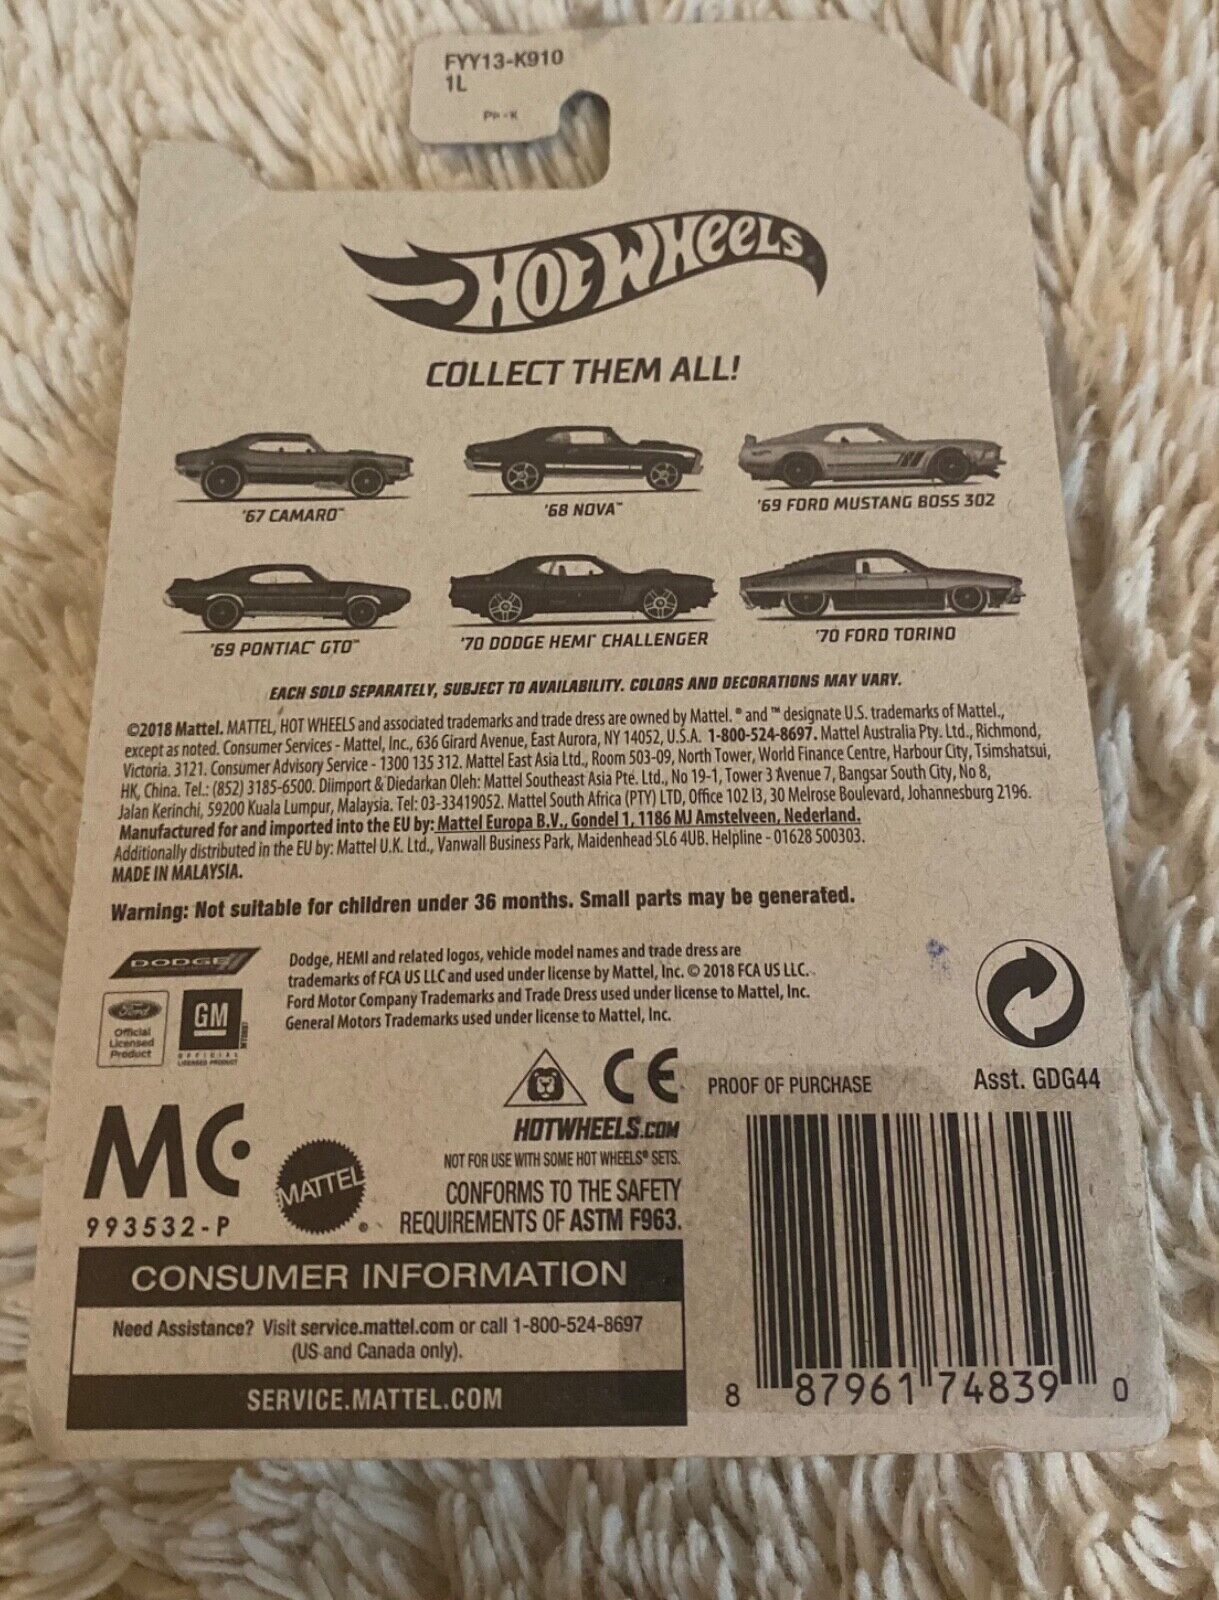 FYY13-K910
1L
HOT WHEELS
COLLECT THEM ALL!
'67 CAMARO™
'68 NOVA™
'69 FORD MUSTANG BOSS 302
'69 PONTIAC® GTO™
'70 DODGE HEMI® CHALLENGER
'70 FORD TORINO
EACH SOLD SEPARATELY, SUBJECT TO AVAILABILITY. COLORS AND DECORATIONS MAY VARY.
©2018 Mattel. MATTEL, HOT WHEELS and associated trademarks and trade dress are owned by Mattel. ® and ™ designate U.S. trademarks of Mattel.,
except as noted. Consumer Services - Mattel, Inc., 636 Girard Avenue, East Aurora, NY 14052, U.S.A. 1-800-524-8697. Mattel Australia Pty. Ltd., Richmond,
Victoria. 3121. Consumer Advisory Service - 1300 135 312. Mattel East Asia Ltd., Room 503-09, North Tower, World Finance Centre, Harbour City, Tsimshatsui,
HK, China. Tel.: (852) 3185-6500. Diimport & Diedarkan Oleh: Mattel Southeast Asia Pte. Ltd., No 19-1, Tower 3 Avenue 7, Bangsar South City, No 8,
Jalan Kerinchi, 59200 Kuala Lumpur, Malaysia. Tel: 03-33419052. Mattel South Africa (PTY) LTD, Office 102 I3, 30 Melrose Boulevard, Johannesburg 2196.
Manufactured for and imported into the EU by: Mattel Europa B.V., Gondel 1, 1186 MJ Amstelveen, Nederland.
Additionally distributed in the EU by: Mattel U.K. Ltd., Vanwall Business Park, Maidenhead SL6 4UB. Helpline - 01628 500303.
MADE IN MALAYSIA.
Warning: Not suitable for children under 36 months. Small parts may be generated.
DODGE
Dodge, HEMI and related logos, vehicle model names and trade dress are
trademarks of FCA US LLC and used under license by Mattel, Inc. © 2018 FCA US LLC.
Ford Motor Company Trademarks and Trade Dress used under license to Mattel, Inc.
General Motors Trademarks used under license to Mattel, Inc.
Ford
Official
Licensed
Product
GM
OFFICIAL
LICENSED PRODUCT
CE
PROOF OF PURCHASE
Asst. GDG44
HOTWHEELS.COM
NOT FOR USE WITH SOME HOT WHEELS® SETS.
CONFORMS TO THE SAFETY
REQUIREMENTS OF ASTM F963.
MC
993532-P
MATTEL
®
CONSUMER INFORMATION
Need Assistance? Visit service.mattel.com or call 1-800-524-8697
(US and Canada only).
SERVICE.MATTEL.COM
8 87961 74839 0